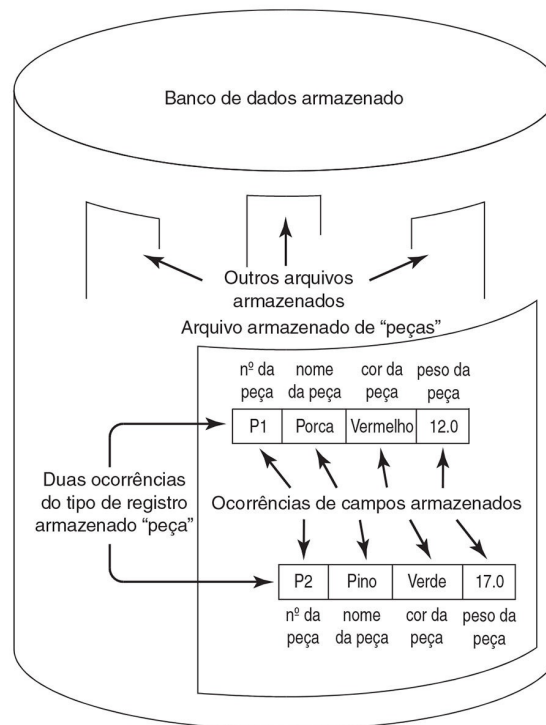 Banco de dados armazenado
Outros arquivos
armazenados
Arquivo armazenado de “peças”
nº da
peça
nome
da peça
cor da
peça
peso da
peça
P1
Porca
Vermelho
12.0
Duas ocorrências
do tipo de registro
armazenado “peça”
Ocorrências de campos armazenados
P2
Pino
Verde
17.0
nº da
peça
nome
da peça
cor da
peça
peso da
peça